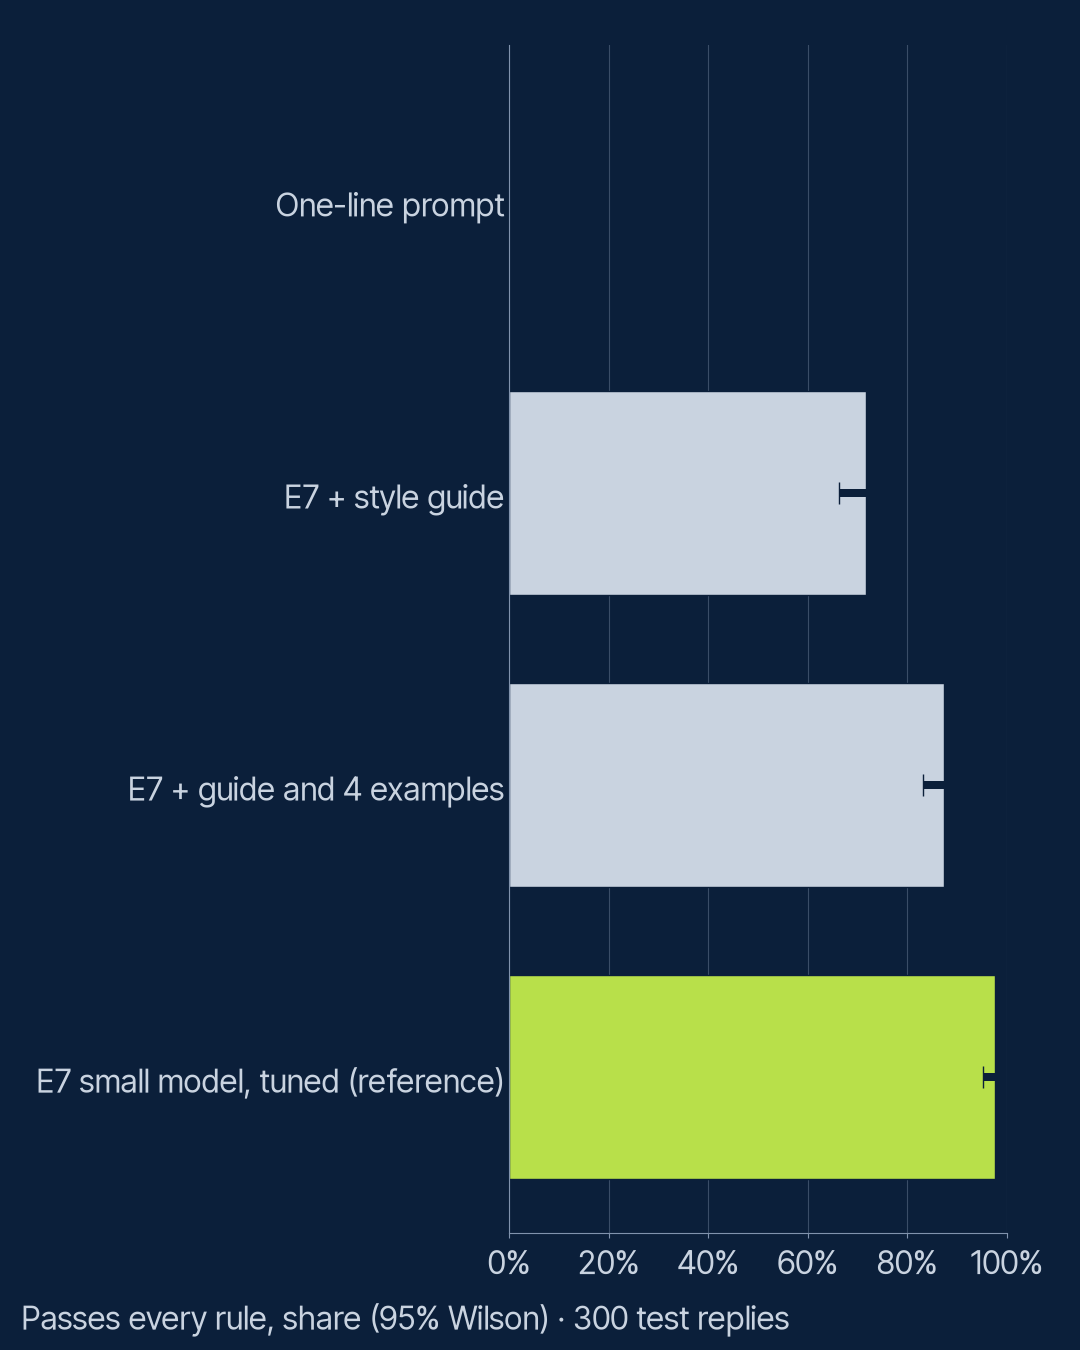 One-line prompt
E7 + style guide
E7 + guide and 4 examples
E7 small model, tuned (reference)
0% 20% 40% 60% 80% 100%
Passes every rule, share (95% Wilson) · 300 test replies